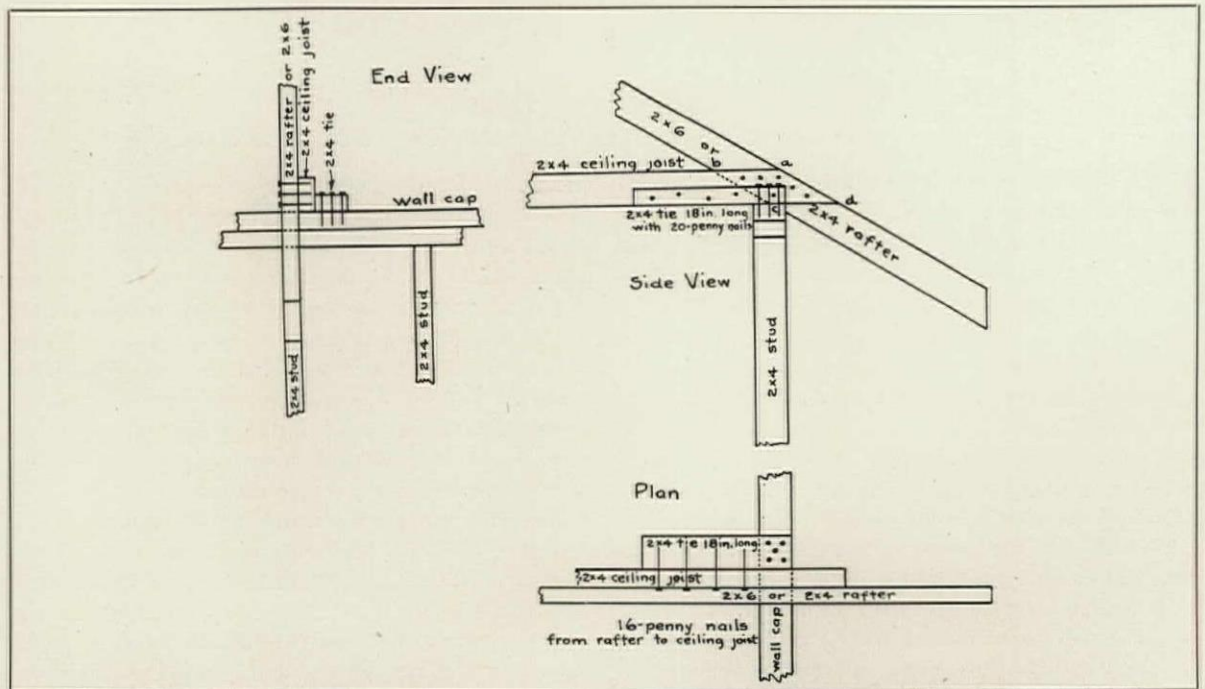 End View
2x4 rafter or 2x6
2x4 ceiling joist
2x4 tie
wall cap
2x4 stud
2x4 stud
2x6
or
2x4 ceiling joist
b
a
d
c
2x4 tie 18 in. long
with 20-penny nails
2x4 rafter
Side View
2x4 stud
Plan
2x4 tie 18 in. long
2x4 ceiling joist
2x6 or 2x4 rafter
16-penny nails
from rafter to ceiling joist
wall cap